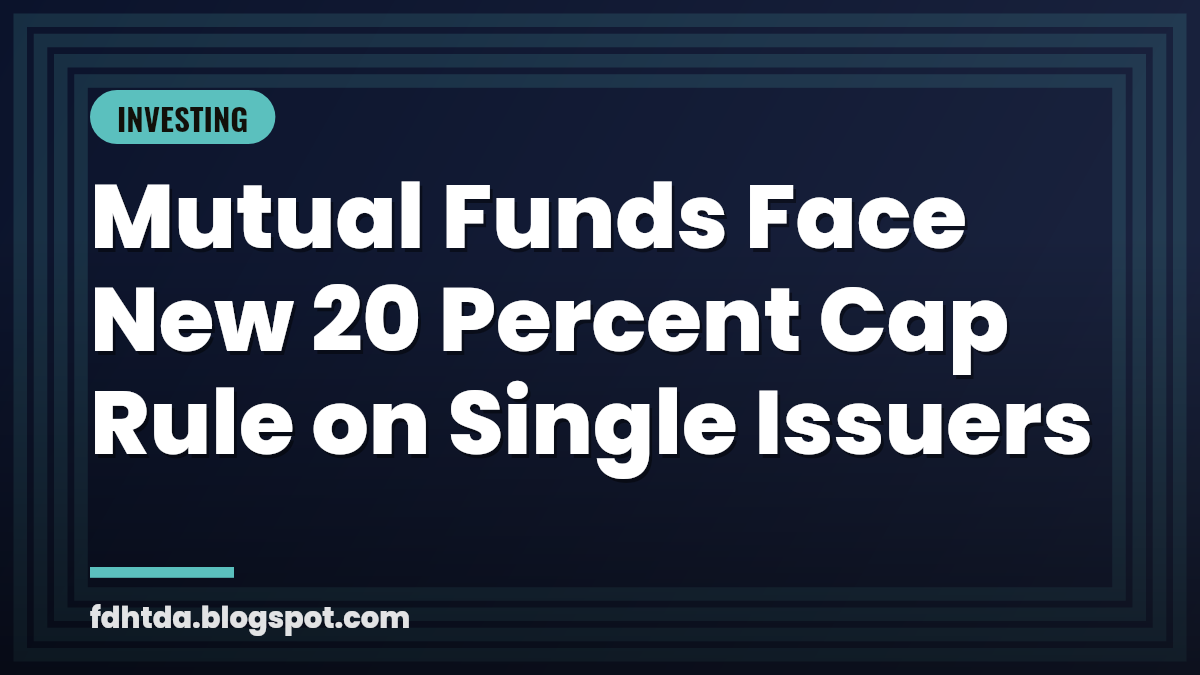 INVESTING
Mutual Funds Face
New 20 Percent Cap
Rule on Single Issuers
fdhtda.blogspot.com